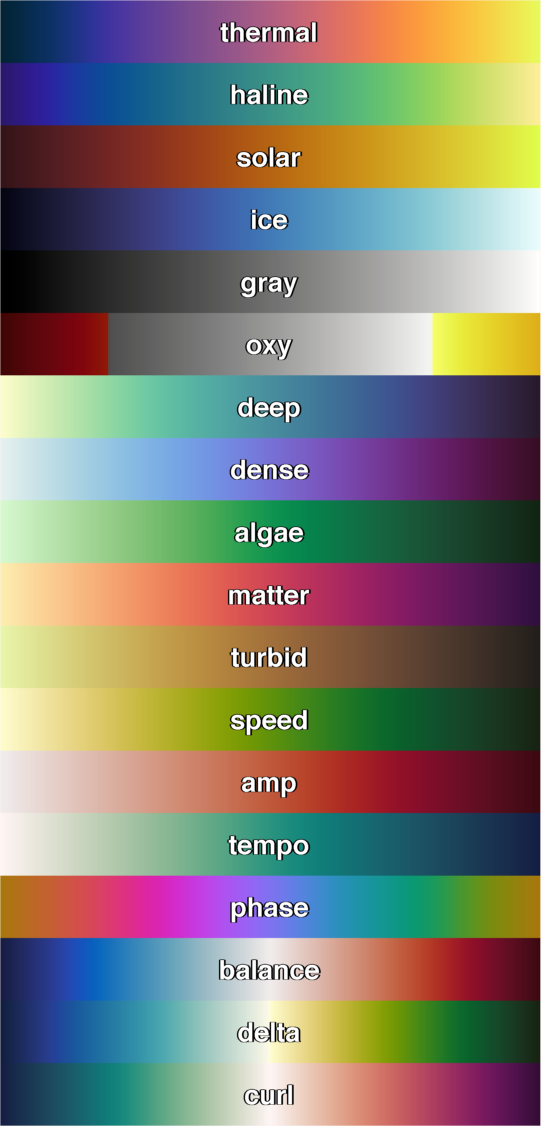 thermal
haline
solar
ice
gray
oxy
deep
dense
algae
matter
turbid
speed
amp
tempo
phase
balance
delta
curl